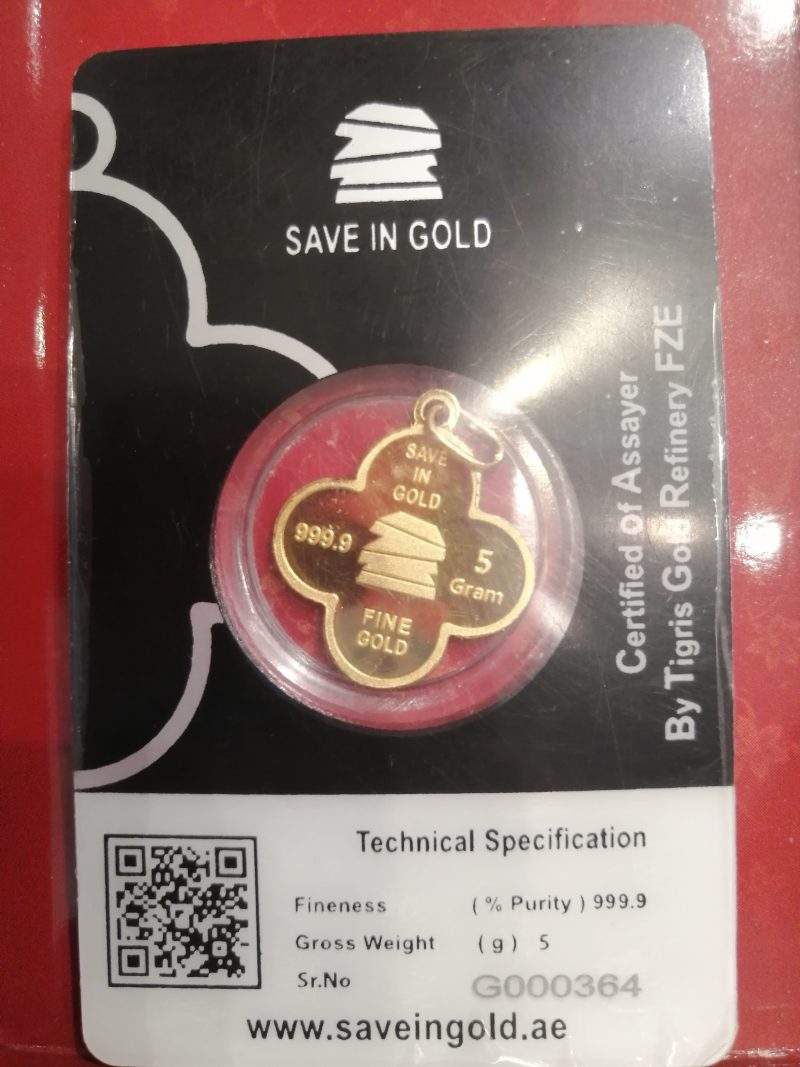 SAVE IN GOLD
SAVE
IN
GOLD
999.9
5
Gram
FINE
GOLD
Certified of Assayer
By Tigris Gold Refinery FZE
Technical Specification
Fineness ( % Purity ) 999.9
Gross Weight ( g ) 5
Sr.No G000364
www.saveingold.ae